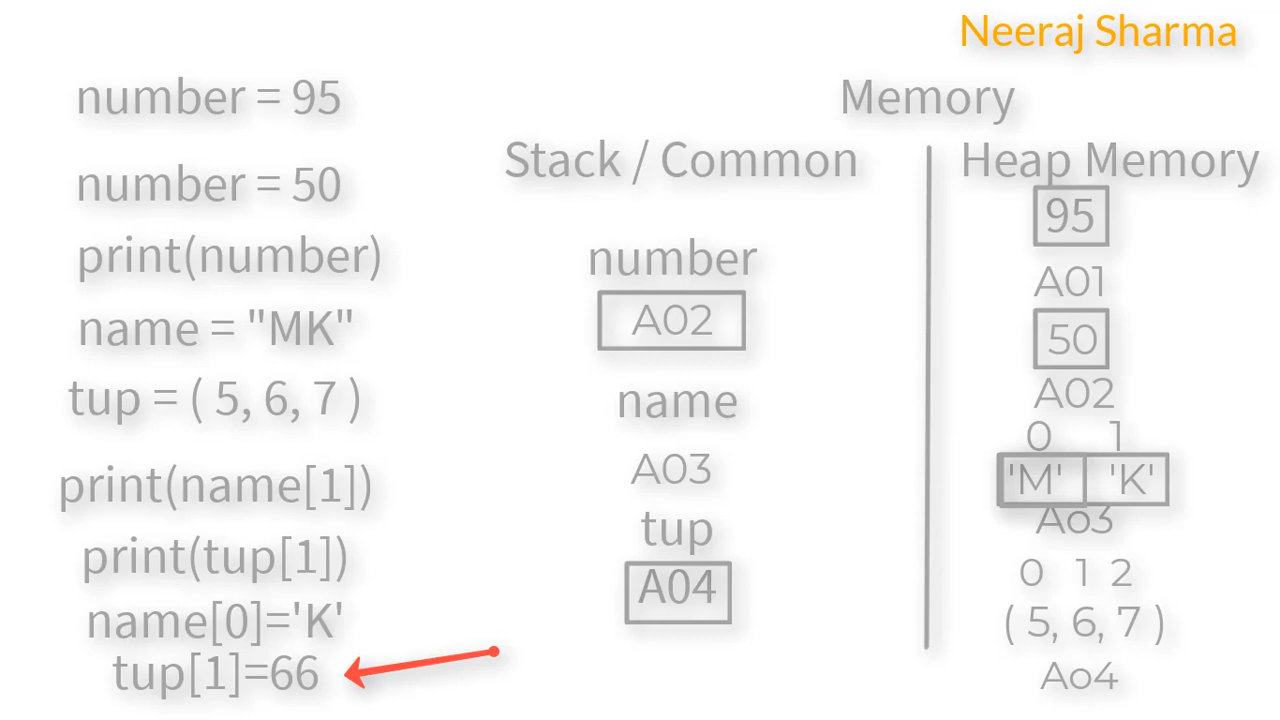 Neeraj Sharma
number = 95
number = 50
print(number)
name = "MK"
tup = ( 5, 6, 7 )
print(name[1])
print(tup[1])
name[0]='K'
tup[1]=66
Memory
Stack / Common
number
A02
name
A03
tup
A04
Heap Memory
95
A01
50
A02
0 1
'M' 'K'
Ao3
0 1 2
( 5, 6, 7 )
Ao4